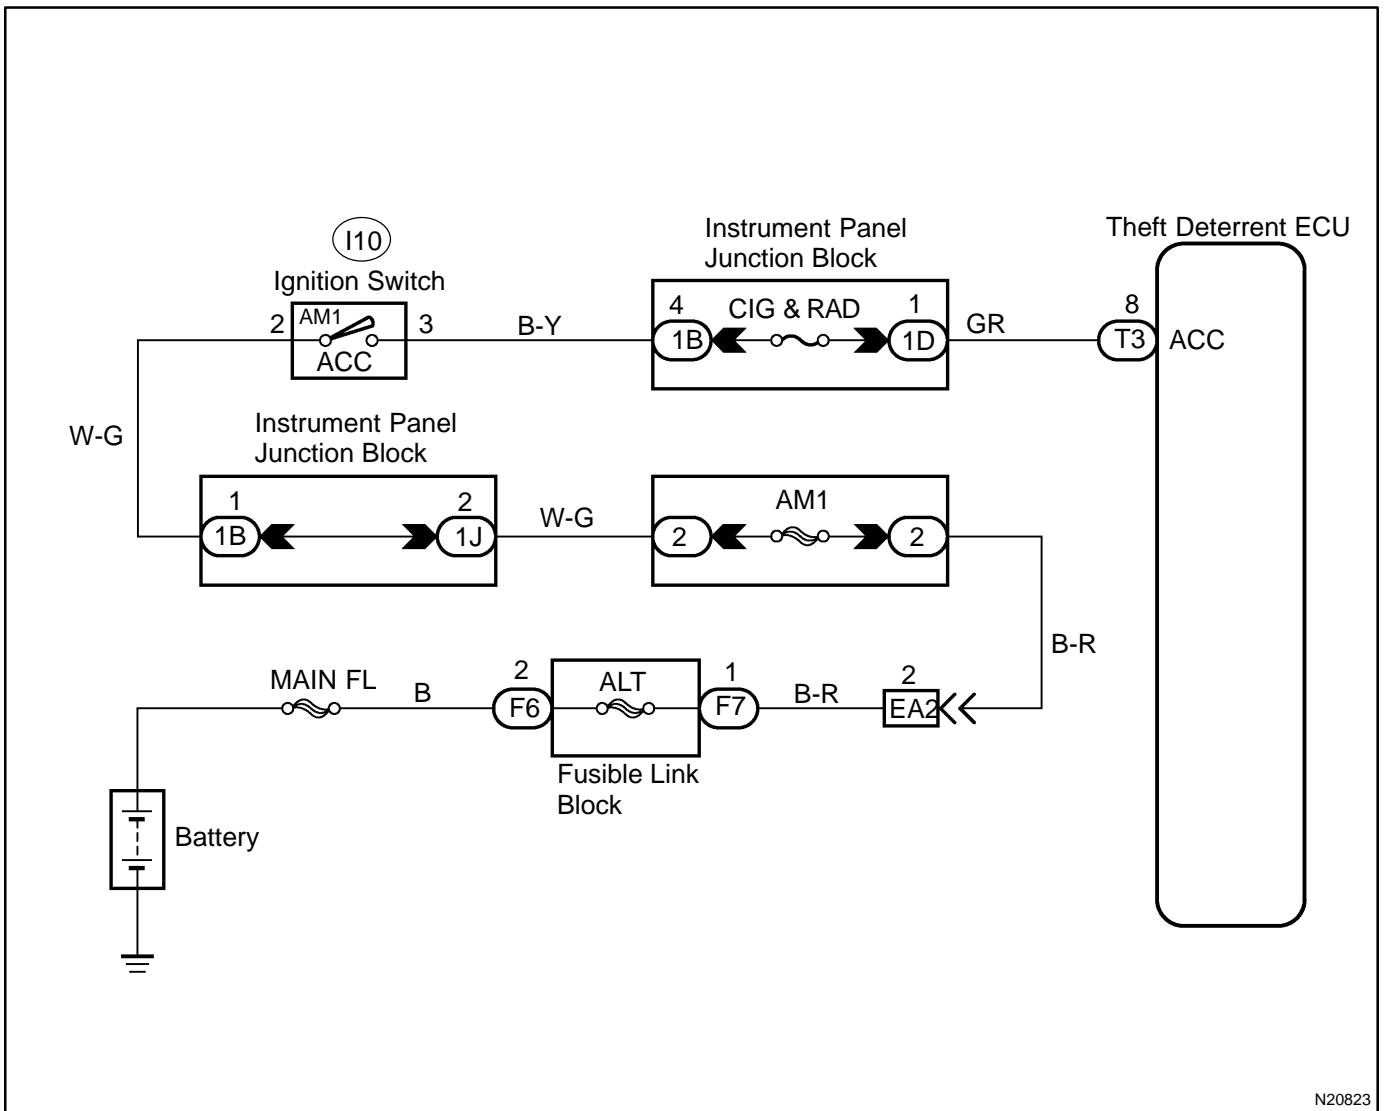 I10
Ignition Switch
2
AM1
ACC
3
B-Y
Instrument Panel
Junction Block
4
1B
CIG & RAD
1
1D
GR
Theft Deterrent ECU
8
T3
ACC
W-G
Instrument Panel
Junction Block
1
1B
2
1J
W-G
AM1
2
2
B-R
MAIN FL
B
2
F6
ALT
1
F7
B-R
2
EA2
Fusible Link
Block
Battery
N20823